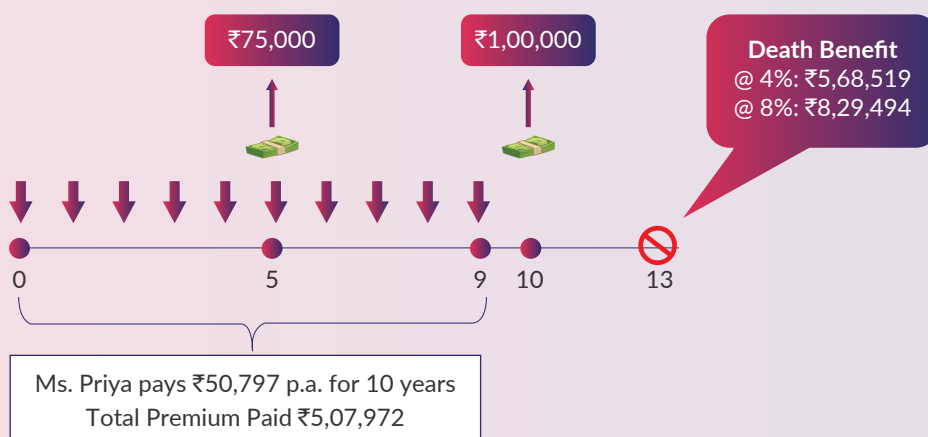 ₹75,000
₹1,00,000
Death Benefit
@ 4%: ₹5,68,519
@ 8%: ₹8,29,494
0
5
9
10
13
Ms. Priya pays ₹50,797 p.a. for 10 years
Total Premium Paid ₹5,07,972